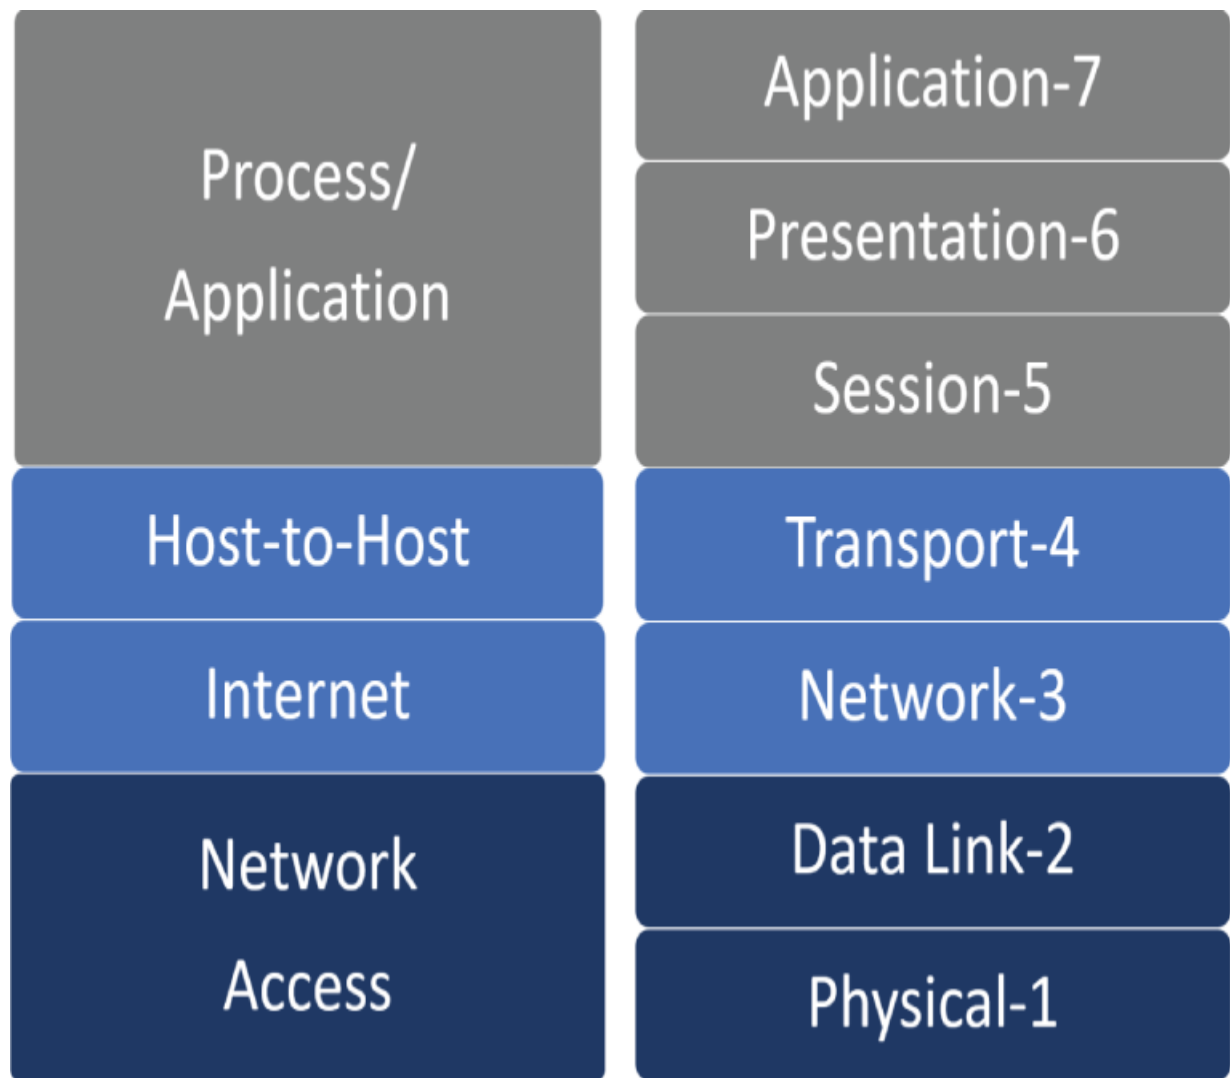 Process/
Application
Host-to-Host
Internet
Network
Access
Application-7
Presentation-6
Session-5
Transport-4
Network-3
Data Link-2
Physical-1